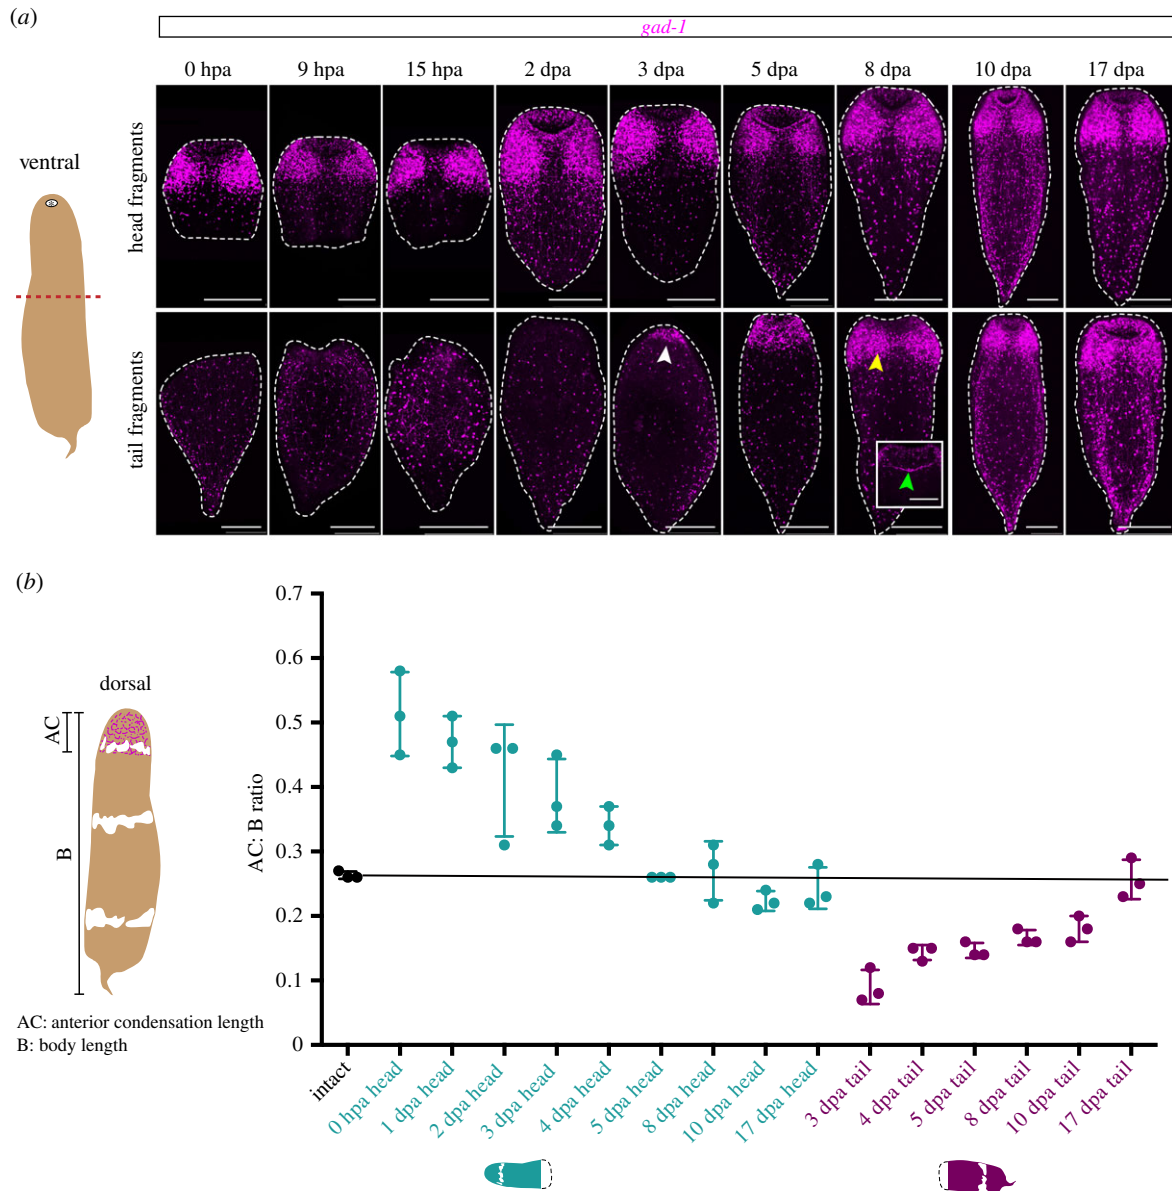 (a)
gad-1
0 hpa 9 hpa 15 hpa 2 dpa 3 dpa 5 dpa 8 dpa 10 dpa 17 dpa
ventral
head fragments
tail fragments
(b)
dorsal
AC
B
AC: anterior condensation length
B: body length
AC: B ratio
0.7
0.6
0.5
0.4
0.3
0.2
0.1
0
intact
0 hpa head
1 dpa head
2 dpa head
3 dpa head
4 dpa head
5 dpa head
8 dpa head
10 dpa head
17 dpa head
3 dpa tail
4 dpa tail
5 dpa tail
8 dpa tail
10 dpa tail
17 dpa tail